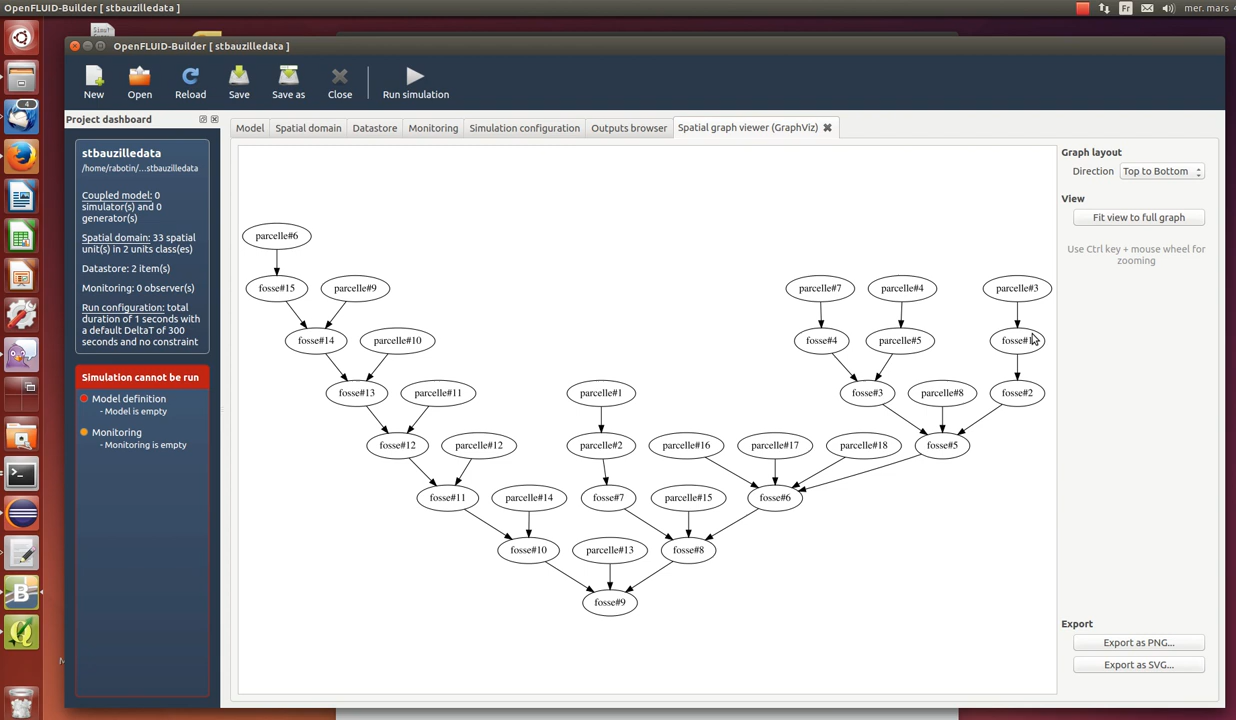 OpenFLUID-Builder [ stbauzilledata ]
Fr
mer. mars
OpenFLUID-Builder [ stbauzilledata ]
New
Open
Reload
Save
Save as
Close
Run simulation
Project dashboard
Model
Spatial domain
Datastore
Monitoring
Simulation configuration
Outputs browser
Spatial graph viewer (GraphViz)
stbauzilledata
/home/rabotin/...stbauzilledata
Coupled model: 0
simulator(s) and 0
generator(s)
Spatial domain: 33 spatial
unit(s) in 2 units class(es)
Datastore: 2 item(s)
Monitoring: 0 observer(s)
Run configuration: total
duration of 1 seconds with
a default DeltaT of 300
seconds and no constraint
Simulation cannot be run
Model definition
- Model is empty
Monitoring
- Monitoring is empty
4
B
parcelle#6
fosse#15
parcelle#9
parcelle#7
parcelle#4
parcelle#3
fosse#14
parcelle#10
fosse#4
parcelle#5
fosse#1
fosse#13
parcelle#11
parcelle#1
fosse#3
parcelle#8
fosse#2
fosse#12
parcelle#12
parcelle#2
parcelle#16
parcelle#17
parcelle#18
fosse#5
fosse#11
parcelle#14
fosse#7
parcelle#15
fosse#6
fosse#10
parcelle#13
fosse#8
fosse#9
Graph layout
Direction
Top to Bottom
View
Fit view to full graph
Use Ctrl key + mouse wheel for
zooming
Export
Export as PNG...
Export as SVG...